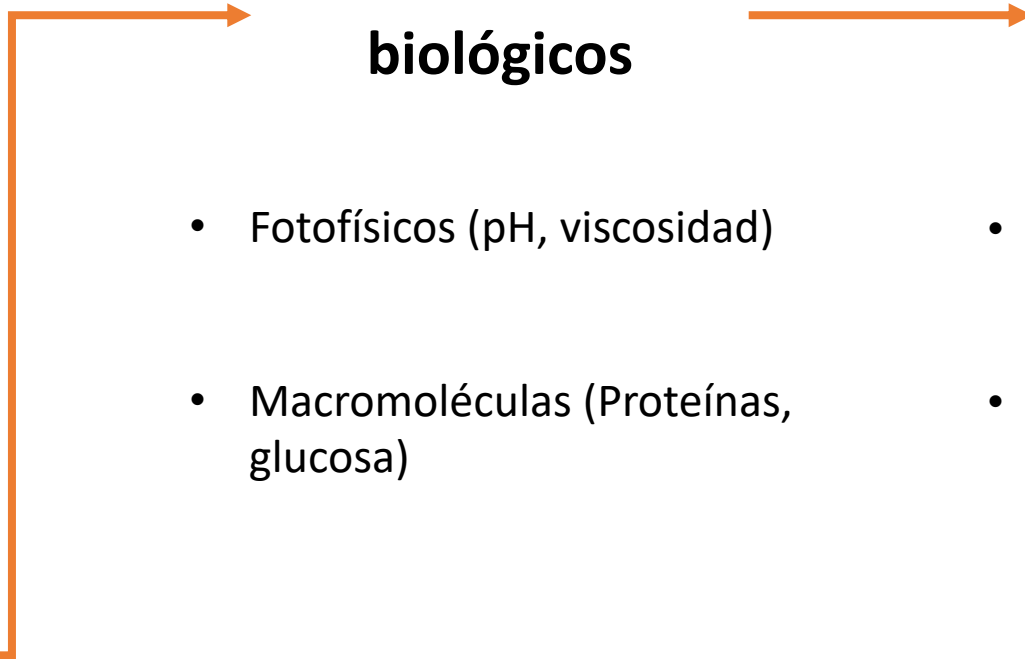 biológicos
• Fotofísicos (pH, viscosidad)
•
• Macromoléculas (Proteínas,
glucosa)
•